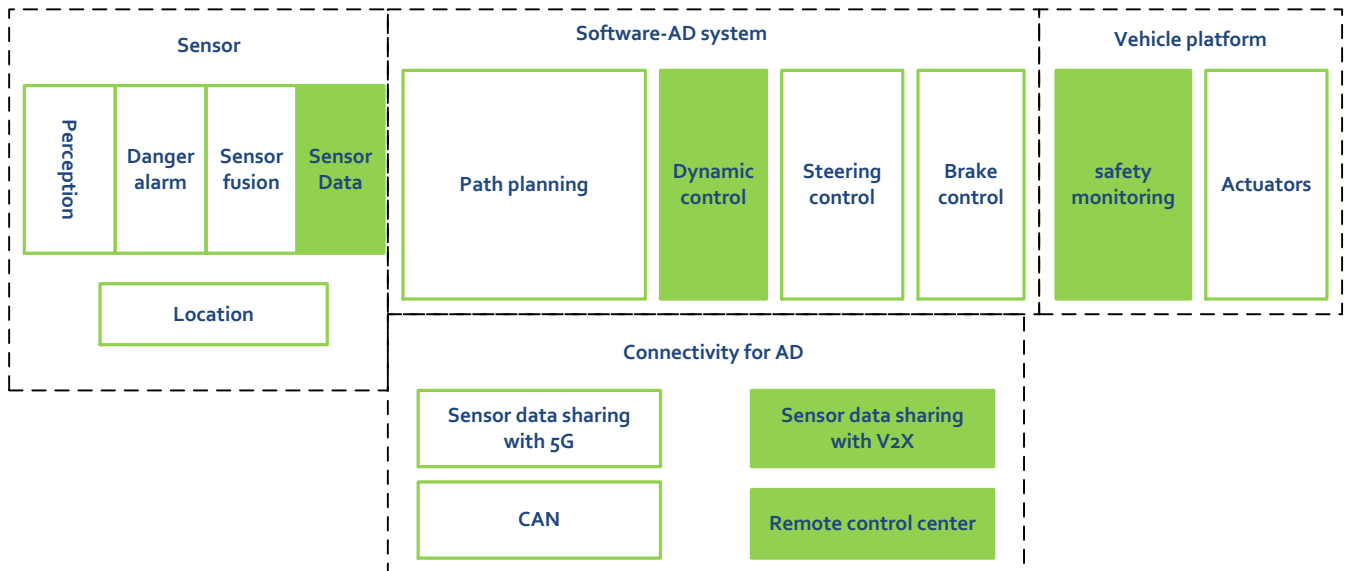 Sensor
Perception
Danger
alarm
Sensor
fusion
Sensor
Data
Location
Software-AD system
Path planning
Dynamic
control
Steering
control
Brake
control
Vehicle platform
safety
monitoring
Actuators
Connectivity for AD
Sensor data sharing
with 5G
Sensor data sharing
with V2X
CAN
Remote control center